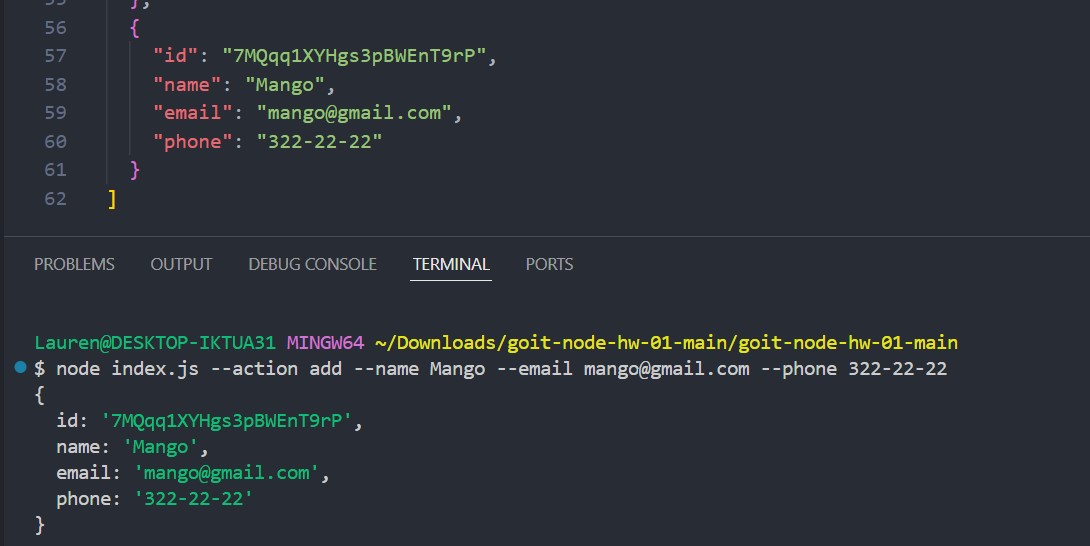 55 },
56 {
57 "id": "7MQqq1XYHgs3pBWEnT9rP",
58 "name": "Mango",
59 "email": "mango@gmail.com",
60 "phone": "322-22-22"
61 }
62 ]
PROBLEMS OUTPUT DEBUG CONSOLE TERMINAL PORTS
Lauren@DESKTOP-IKTUA31 MINGW64 ~/Downloads/goit-node-hw-01-main/goit-node-hw-01-main
$ node index.js --action add --name Mango --email mango@gmail.com --phone 322-22-22
{
id: '7MQqq1XYHgs3pBWEnT9rP',
name: 'Mango',
email: 'mango@gmail.com',
phone: '322-22-22'
}